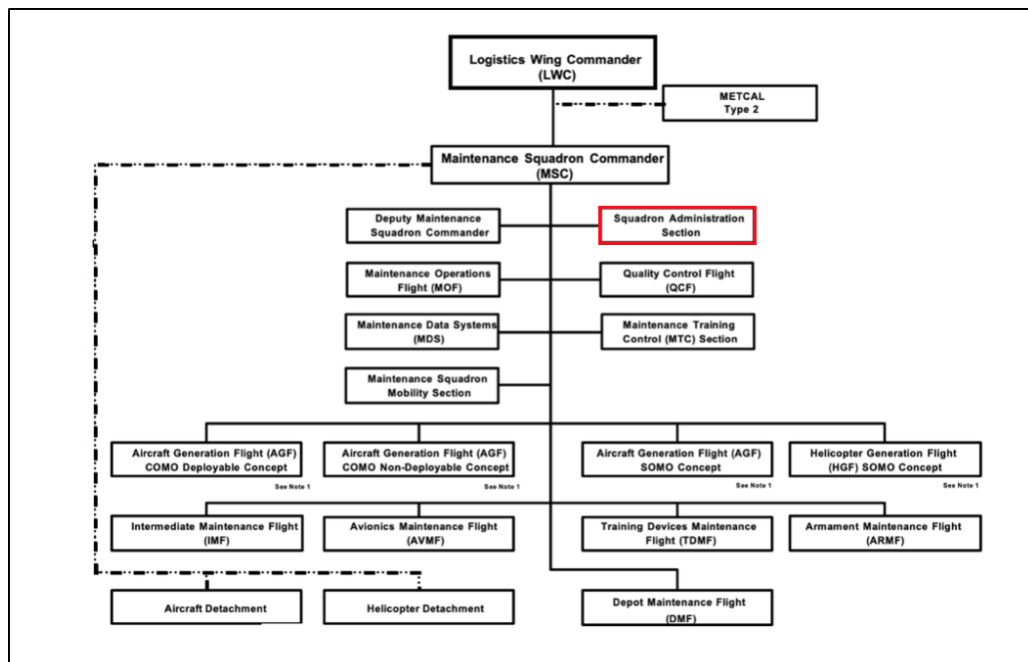 Logistics Wing Commander
(LWC)
METCAL
Type 2
Maintenance Squadron Commander
(MSC)
Deputy Maintenance
Squadron Commander
Squadron Administration
Section
Maintenance Operations
Flight (MOF)
Quality Control Flight
(QCF)
Maintenance Data Systems
(MDS)
Maintenance Training
Control (MTC) Section
Maintenance Squadron
Mobility Section
Aircraft Generation Flight (AGF)
COMO Deployable Concept
See Note 1
Aircraft Generation Flight (AGF)
COMO Non-Deployable Concept
See Note 1
Aircraft Generation Flight (AGF)
SOMO Concept
See Note 1
Helicopter Generation Flight
(HGF) SOMO Concept
See Note 1
Intermediate Maintenance Flight
(IMF)
Avionics Maintenance Flight
(AVMF)
Training Devices Maintenance
Flight (TDMF)
Armament Maintenance Flight
(ARMF)
Aircraft Detachment
Helicopter Detachment
Depot Maintenance Flight
(DMF)